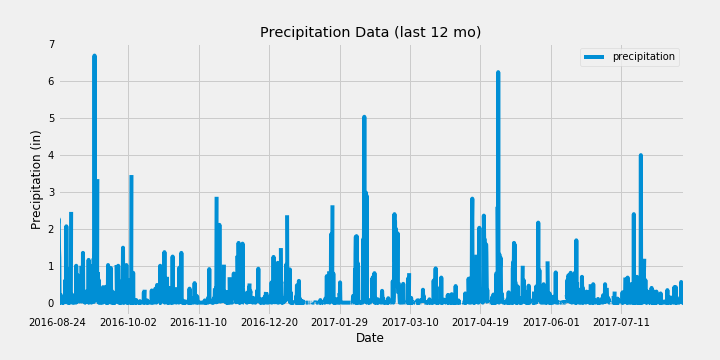 Precipitation Data (last 12 mo)
precipitation
7
6
5
4
3
2
1
0
Precipitation (in)
2016-08-24 2016-10-02 2016-11-10 2016-12-20 2017-01-29 2017-03-10 2017-04-19 2017-06-01 2017-07-11
Date